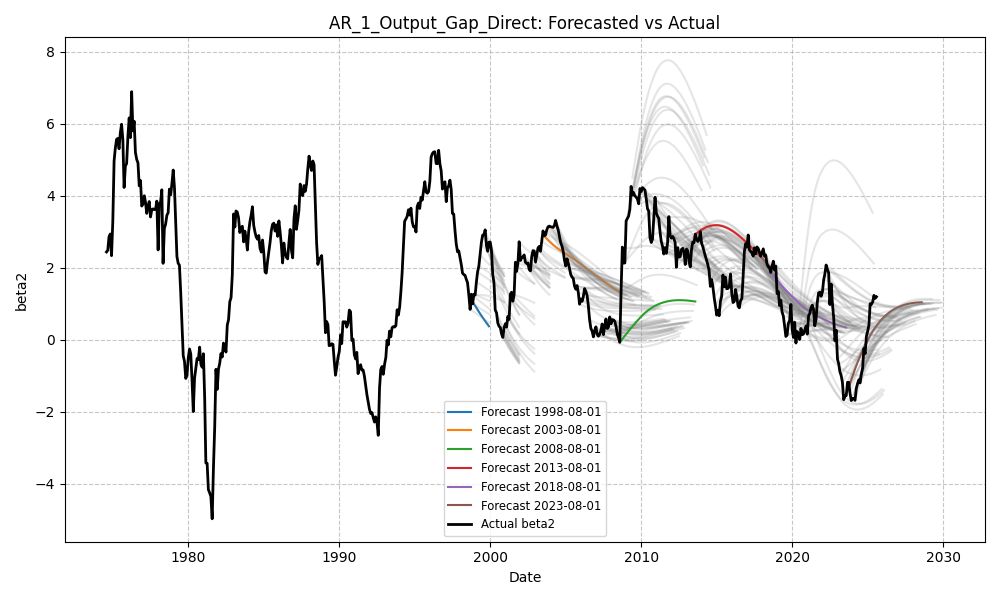 AR_1_Output_Gap_Direct: Forecasted vs Actual
8
6
4
2
0
−2
−4
beta2
1980
1990
2000
2010
2020
2030
Date
Forecast 1998-08-01
Forecast 2003-08-01
Forecast 2008-08-01
Forecast 2013-08-01
Forecast 2018-08-01
Forecast 2023-08-01
Actual beta2